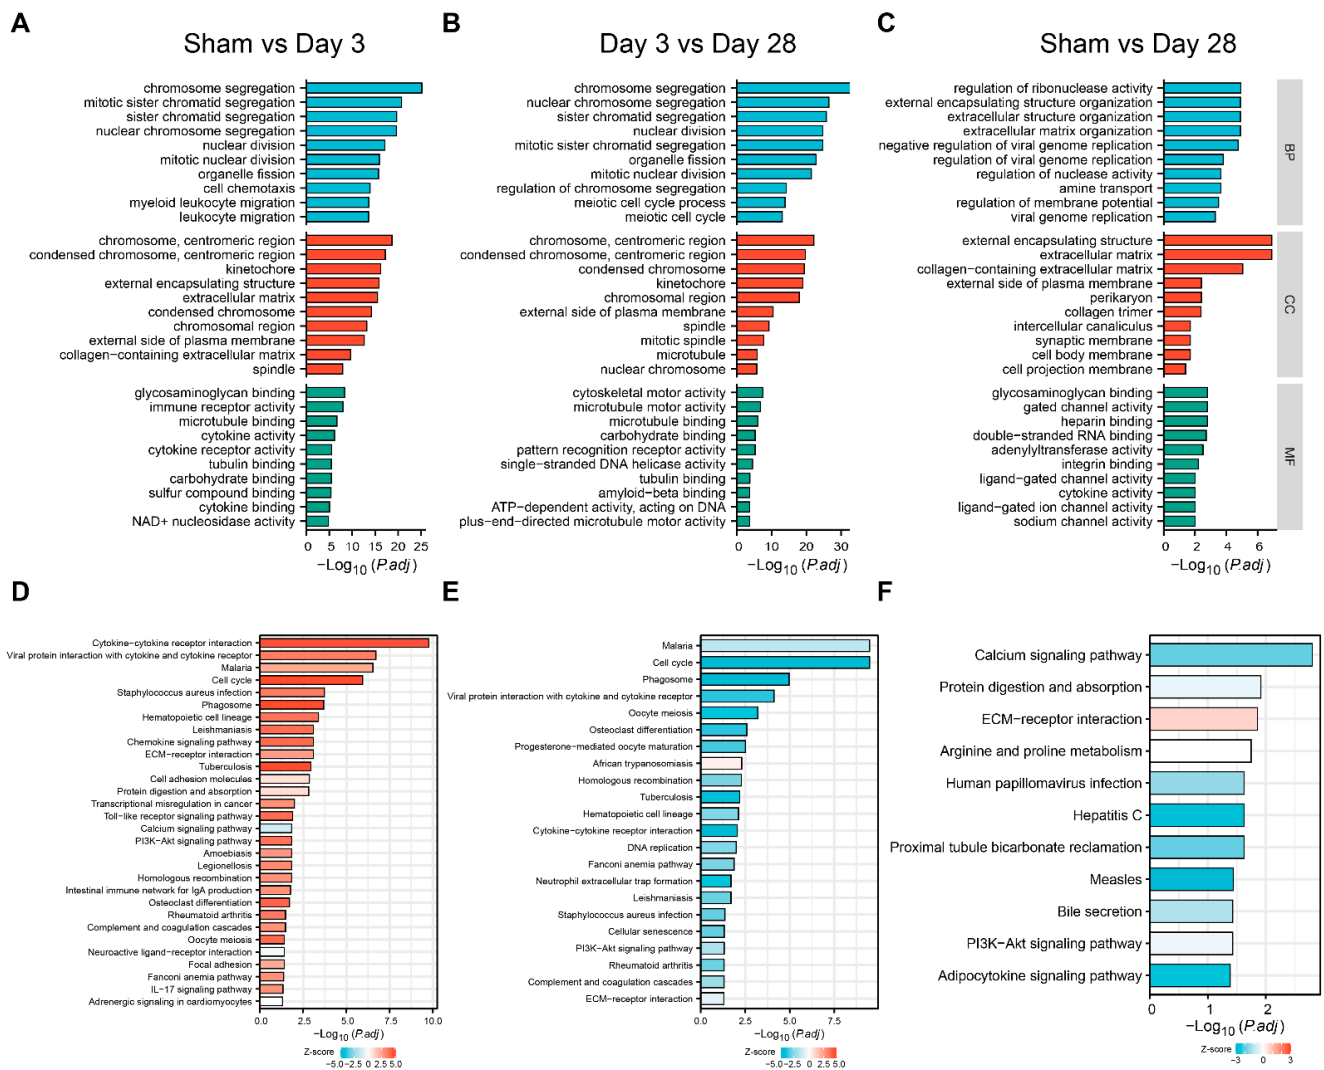 A
Sham vs Day 3
chromosome segregation
mitotic sister chromatid segregation
sister chromatid segregation
nuclear chromosome segregation
nuclear division
mitotic nuclear division
organelle fission
cell chemotaxis
myeloid leukocyte migration
leukocyte migration
chromosome, centromeric region
condensed chromosome, centromeric region
kinetochore
external encapsulating structure
extracellular matrix
condensed chromosome
chromosomal region
external side of plasma membrane
collagen−containing extracellular matrix
spindle
glycosaminoglycan binding
immune receptor activity
microtubule binding
cytokine activity
cytokine receptor activity
tubulin binding
carbohydrate binding
sulfur compound binding
cytokine binding
NAD+ nucleosidase activity
0 5 10 15 20 25
−Log10 (P.adj)
B
Day 3 vs Day 28
chromosome segregation
nuclear chromosome segregation
sister chromatid segregation
nuclear division
mitotic sister chromatid segregation
organelle fission
mitotic nuclear division
regulation of chromosome segregation
meiotic cell cycle process
meiotic cell cycle
chromosome, centromeric region
condensed chromosome, centromeric region
condensed chromosome
kinetochore
chromosomal region
external side of plasma membrane
spindle
mitotic spindle
microtubule
nuclear chromosome
cytoskeletal motor activity
microtubule motor activity
microtubule binding
carbohydrate binding
pattern recognition receptor activity
single−stranded DNA helicase activity
tubulin binding
amyloid−beta binding
ATP−dependent activity, acting on DNA
plus−end−directed microtubule motor activity
0 10 20 30
−Log10 (P.adj)
C
Sham vs Day 28
regulation of ribonuclease activity
external encapsulating structure organization
extracellular structure organization
extracellular matrix organization
negative regulation of viral genome replication
regulation of viral genome replication
regulation of nuclease activity
amine transport
regulation of membrane potential
viral genome replication
BP
external encapsulating structure
extracellular matrix
collagen−containing extracellular matrix
external side of plasma membrane
perikaryon
collagen trimer
intercellular canaliculus
synaptic membrane
cell body membrane
cell projection membrane
CC
glycosaminoglycan binding
gated channel activity
heparin binding
double−stranded RNA binding
adenylyltransferase activity
integrin binding
ligand−gated channel activity
cytokine activity
ligand−gated ion channel activity
sodium channel activity
MF
0 2 4 6
−Log10 (P.adj)
D
Cytokine−cytokine receptor interaction
Viral protein interaction with cytokine and cytokine receptor
Malaria
Cell cycle
Staphylococcus aureus infection
Phagosome
Hematopoietic cell lineage
Leishmaniasis
Chemokine signaling pathway
ECM−receptor interaction
Tuberculosis
Cell adhesion molecules
Protein digestion and absorption
Transcriptional misregulation in cancer
Toll−like receptor signaling pathway
Calcium signaling pathway
PI3K−Akt signaling pathway
Amoebiasis
Legionellosis
Homologous recombination
Intestinal immune network for IgA production
Osteoclast differentiation
Rheumatoid arthritis
Complement and coagulation cascades
Oocyte meiosis
Neuroactive ligand−receptor interaction
Focal adhesion
Fanconi anemia pathway
IL−17 signaling pathway
Adrenergic signaling in cardiomyocytes
0.0 2.5 5.0 7.5 10.0
−Log10 (P.adj)
Z-score
−5.0−2.5 0 2.5 5.0
E
Malaria
Cell cycle
Phagosome
Viral protein interaction with cytokine and cytokine receptor
Oocyte meiosis
Osteoclast differentiation
Progesterone−mediated oocyte maturation
African trypanosomiasis
Homologous recombination
Tuberculosis
Hematopoietic cell lineage
Cytokine−cytokine receptor interaction
DNA replication
Fanconi anemia pathway
Neutrophil extracellular trap formation
Leishmaniasis
Staphylococcus aureus infection
Cellular senescence
PI3K−Akt signaling pathway
Rheumatoid arthritis
Complement and coagulation cascades
ECM−receptor interaction
0.0 2.5 5.0 7.5
−Log10 (P.adj)
Z-score
−5.0−2.5 0 2.5 5.0
F
Calcium signaling pathway
Protein digestion and absorption
ECM−receptor interaction
Arginine and proline metabolism
Human papillomavirus infection
Hepatitis C
Proximal tubule bicarbonate reclamation
Measles
Bile secretion
PI3K−Akt signaling pathway
Adipocytokine signaling pathway
0 1 2
−Log10 (P.adj)
Z-score
−3 0 3